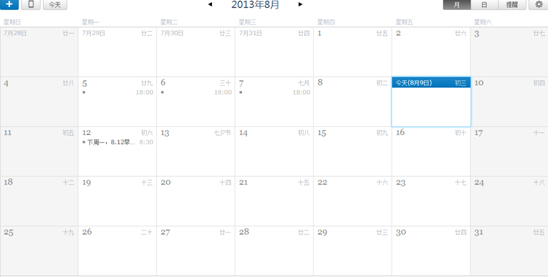 + 今天 ◄ 2013年8月 ► 月 日 提醒
星期日 星期一 星期二 星期三 星期四 星期五 星期六
7月28日 廿一 7月29日 廿二 7月30日 廿三 7月31日 廿四 1 廿五 2 廿六 3 廿七
4 廿八 5 廿九 6 三十 7 七月 8 初二 今天(8月9日) 初三 10 初四
18:00 18:00 18:00
11 初五 12 初六 13 七夕节 14 初八 15 初九 16 初十 17 十一
下周一，8.12早... 8:30
18 十二 19 十三 20 十四 21 十五 22 十六 23 十七 24 十八
25 十九 26 二十 27 廿一 28 廿二 29 廿三 30 廿四 31 廿五